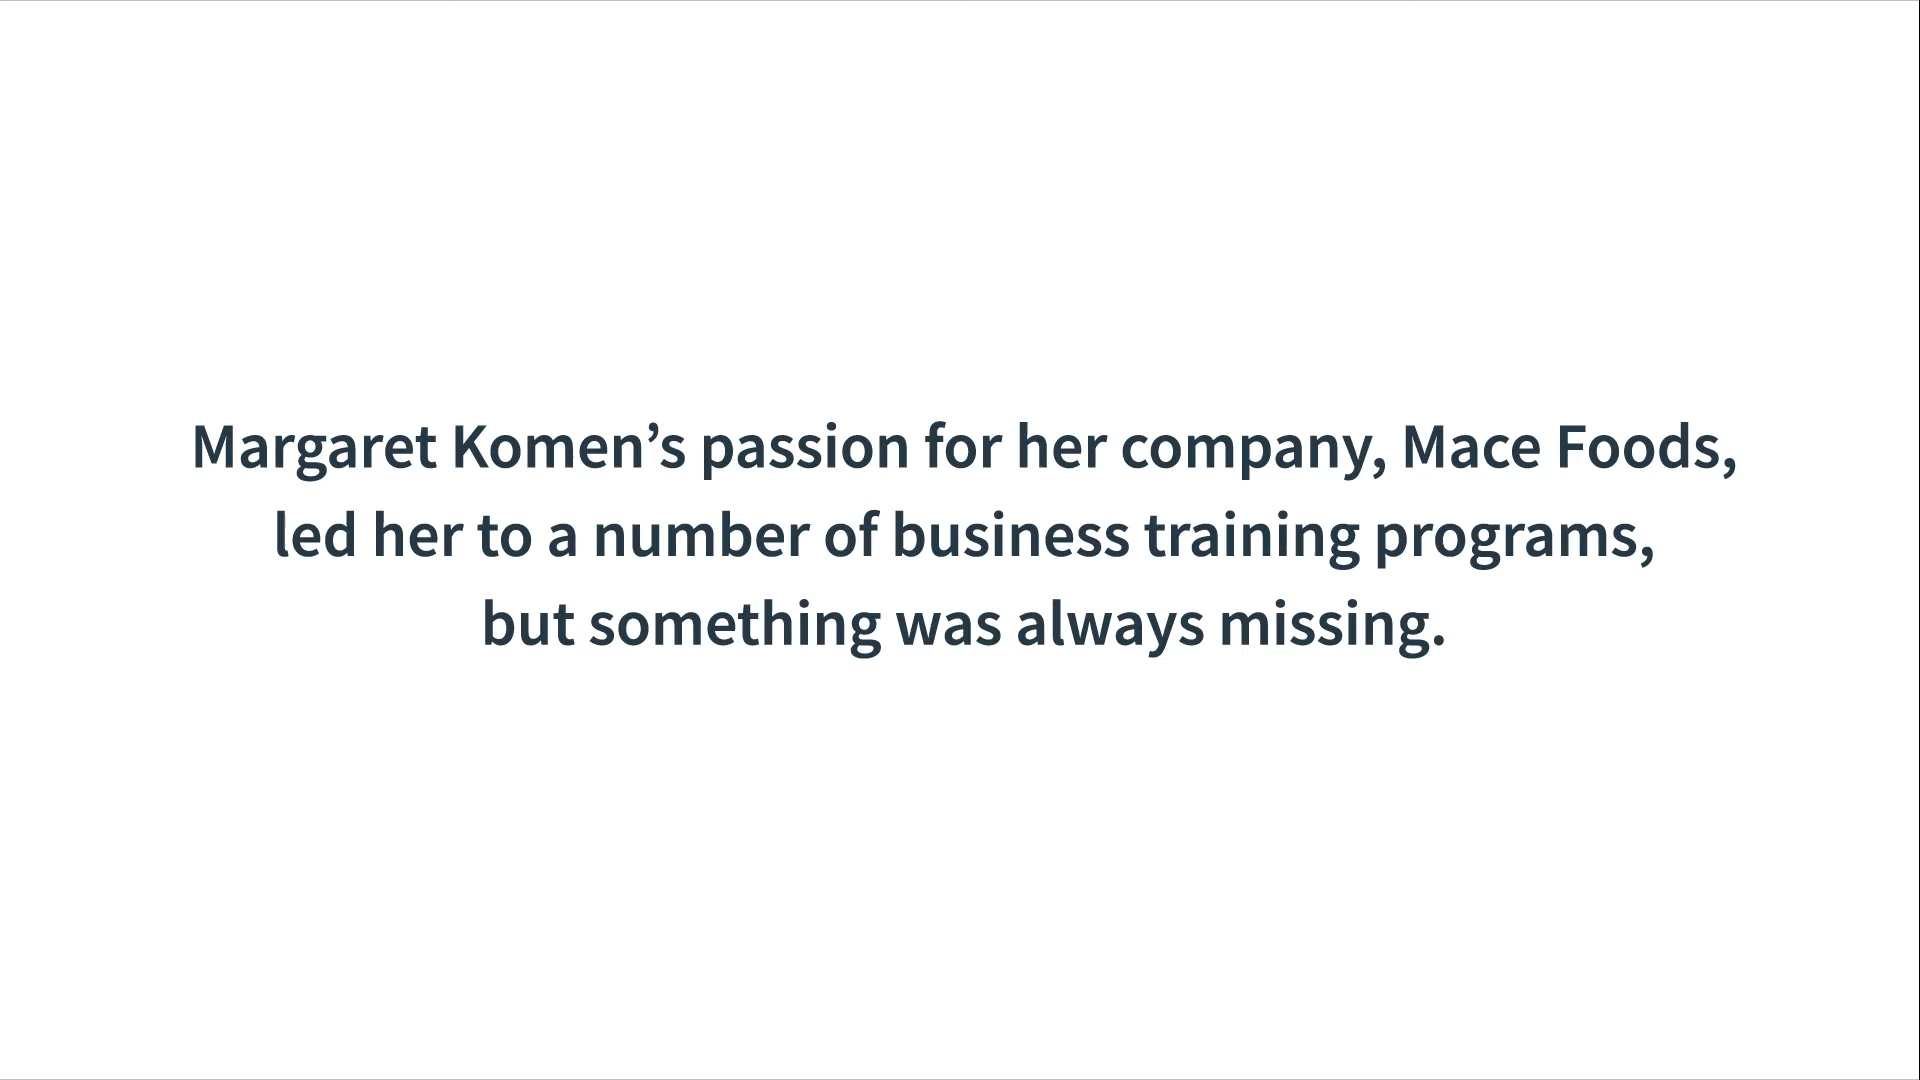 Margaret Komen’s passion for her company, Mace Foods,
led her to a number of business training programs,
but something was always missing.